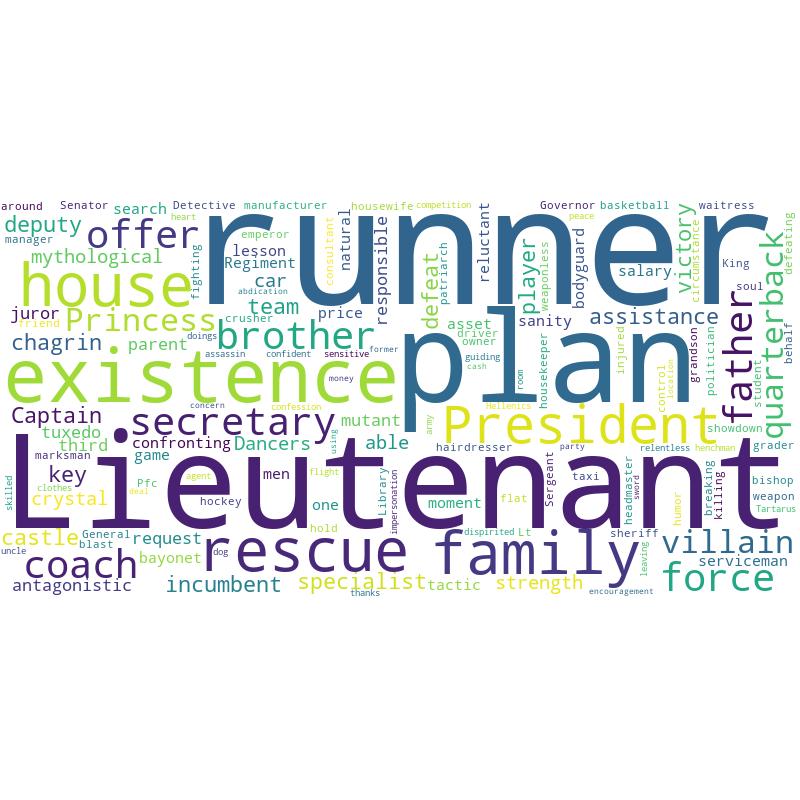 around Senator search Detective manufacturer housewife competition Governor basketball waitress
deputy offer heart runner peace victory
manager mythological emperor lesson consultant natural responsible reluctant circumstance defeating
house fighting Regiment car defeat patriarch player weaponless bodyguard salary King
abdication team price asset soul
juror Princess crusher sanity assistance quarterback
friend parent doings brother driver father
chagrin owner injured grandson politician student behalf
existence assassin confident sensitive former guiding plan
money cash room housekeeper control location
Captain secretary concern confession Hellenics President
tuxedo mutant army showdown
third confronting Dancers using able hairdresser party relentless henchman grader
marksman game Lieutenant
key men taxi
skilled clothes Pfc agent flight Library Sergeant headmaster breaking bishop
crystal deal hockey impersonation one moment flat sword humor killing weapon
hold Tartarus
castle General request dispirited Lt sheriff
uncle blast dog rescue family villain
coach bayonet leaving serviceman
antagonistic incumbent specialist tactic strength force
thanks encouragement